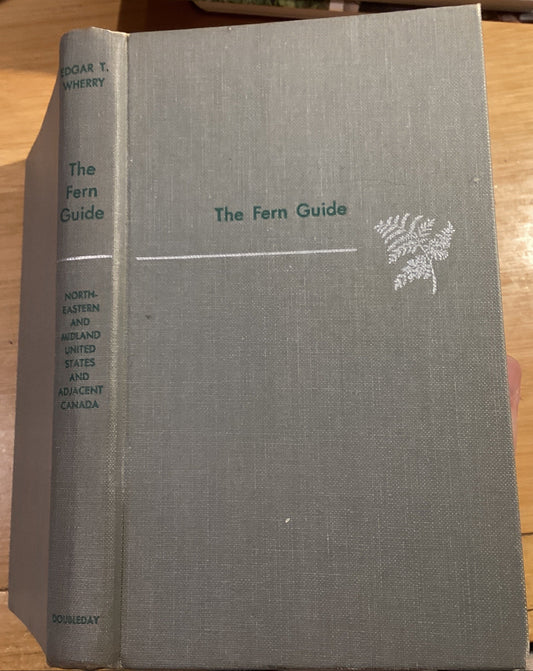 EDGAR T.
WHERRY
The
Fern
Guide
NORTH-
EASTERN
AND
MIDLAND
UNITED
STATES
AND
ADJACENT
CANADA
DOUBLEDAY
The Fern Guide